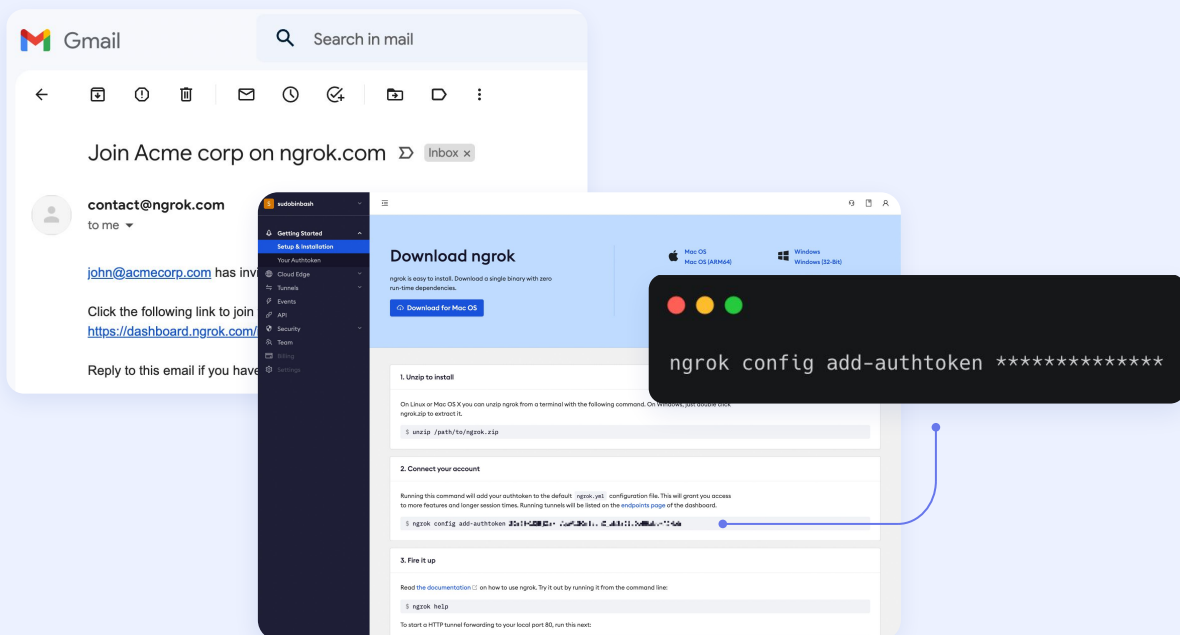 Gmail
Search in mail
Join Acme corp on ngrok.com
Inbox ×
contact@ngrok.com
to me
john@acmecorp.com has invi
Click the following link to join
https://dashboard.ngrok.com/
Reply to this email if you have
S sudobinbash
Getting Started
Setup & Installation
Your Authtoken
Cloud Edge
Tunnels
Events
API
Security
Team
Billing
Settings
Download ngrok
ngrok is easy to install. Download a single binary with zero
run-time dependencies.
Download for Mac OS
Mac OS
Mac OS (ARM64)
Windows
Windows (32-Bit)
ngrok config add-authtoken **************
1. Unzip to install
On Linux or Mac OS X you can unzip ngrok from a terminal with the following command. On Windows, just double click
ngrok.zip to extract it.
$ unzip /path/to/ngrok.zip
2. Connect your account
Running this command will add your authtoken to the default ngrok.yml configuration file. This will grant you access
to more features and longer session times. Running tunnels will be listed on the endpoints page of the dashboard.
$ ngrok config add-authtoken
3. Fire it up
Read the documentation on how to use ngrok. Try it out by running it from the command line:
$ ngrok help
To start a HTTP tunnel forwarding to your local port 80, run this next: